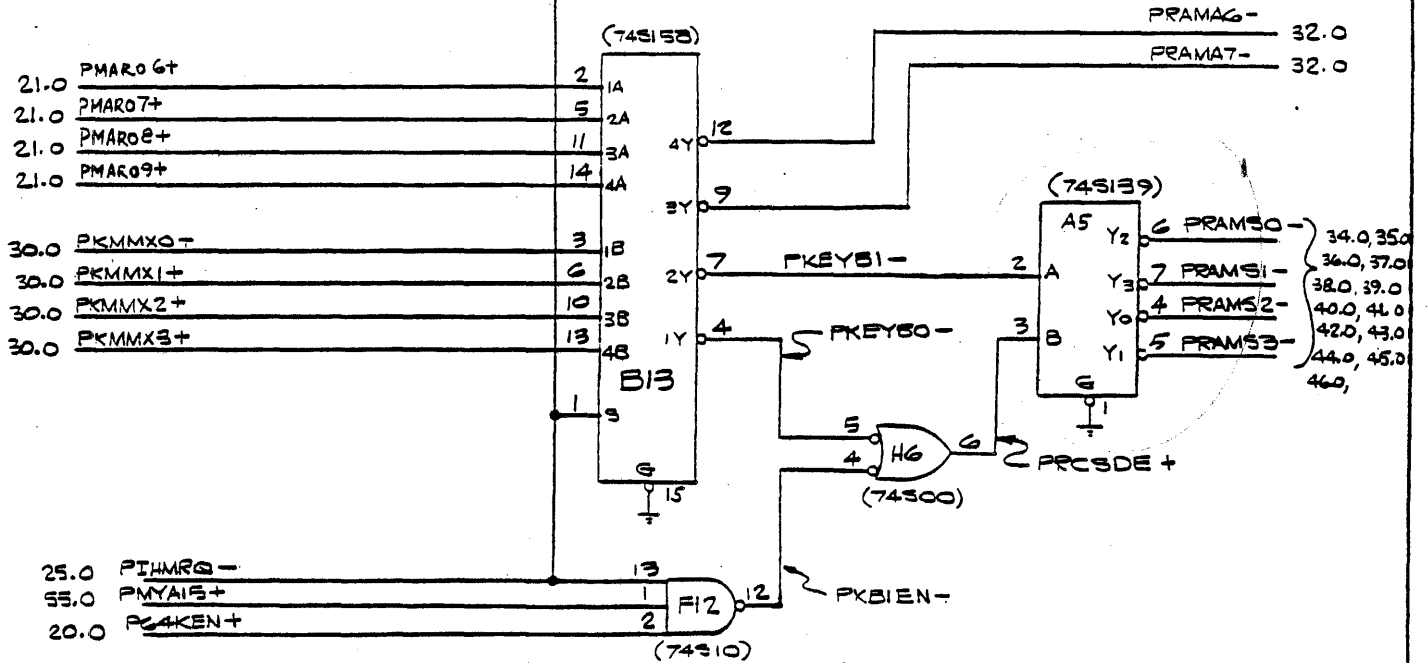 PRAMA6- 32.0
PRAMA7- 32.0
(74S158)
21.0 PMAR06+ 2 1A
21.0 PMAR07+ 5 2A
21.0 PMAR08+ 11 3A
21.0 PMAR09+ 14 4A
4Y 12
3Y 9
30.0 PKMMX0- 3 1B
30.0 PKMMX1+ 6 2B
30.0 PKMMX2+ 10 3B
30.0 PKMMX3+ 13 4B
2Y 7 PKEYB1- 2 A
1Y 4 PKEYB0-
B13
1 S
G 15
(74S139)
A5
Y2 6 PRAMS0-
Y3 7 PRAMS1-
Y0 4 PRAMS2-
Y1 5 PRAMS3-
34.0, 35.0
36.0, 37.0
38.0, 39.0
40.0, 41.0
42.0, 43.0
44.0, 45.0
46.0,
3 B
G 1
5
4 H6 6
PRCSDE+
(74S00)
25.0 PIHMRQ- 13
55.0 PMYA15+ 1
20.0 P64KEN+ 2
F12 12
PKB1EN-
(74S10)